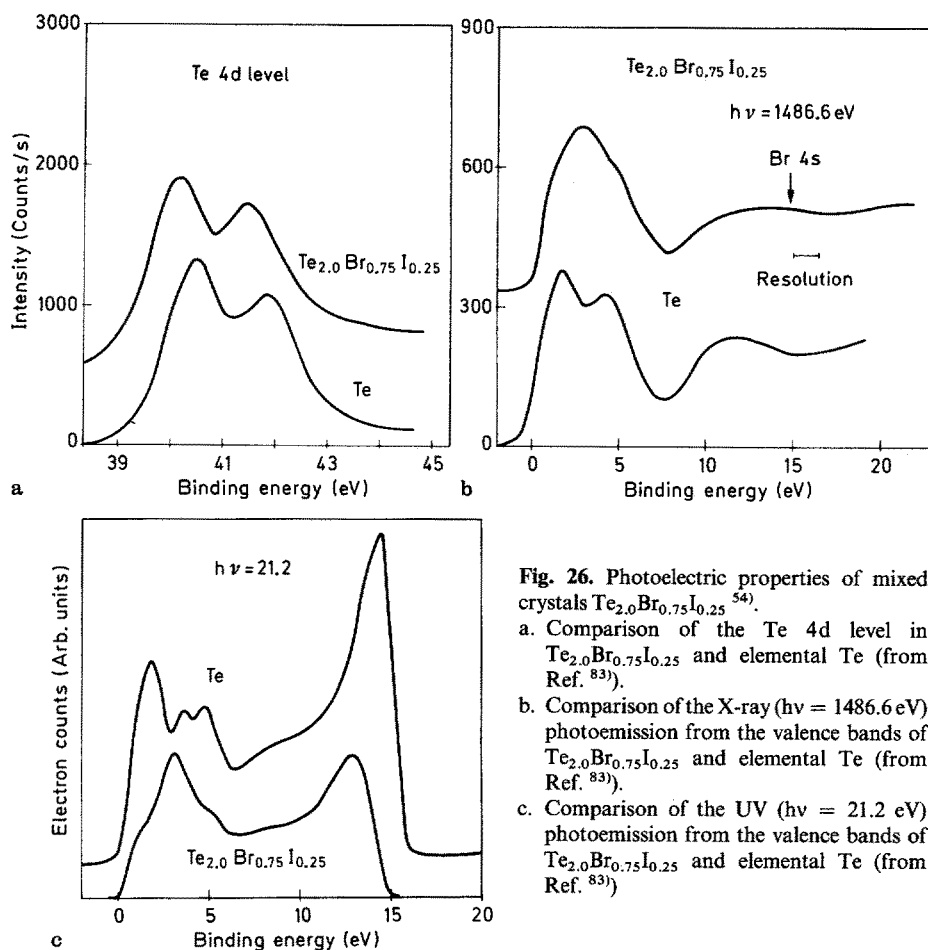 3000
Te 4d level
2000
Intensity (Counts/s)
Te2.0 Br0.75 I0.25
1000
Te
0
39 41 43 45
a Binding energy (eV)
900
Te2.0 Br0.75 I0.25
hν = 1486.6 eV
600
Br 4s
Resolution
Te
300
0
0 5 10 15 20
b Binding energy (eV)
hν = 21.2
Electron counts (Arb. units)
Te
Te2.0 Br0.75 I0.25
0 5 10 15 20
c Binding energy (eV)
Fig. 26. Photoelectric properties of mixed
crystals Te2.0Br0.75I0.25 54).
a. Comparison of the Te 4d level in
Te2.0Br0.75I0.25 and elemental Te (from
Ref. 83)).
b. Comparison of the X-ray (hν = 1486.6 eV)
photoemission from the valence bands of
Te2.0Br0.75I0.25 and elemental Te (from
Ref. 83)).
c. Comparison of the UV (hν = 21.2 eV)
photoemission from the valence bands of
Te2.0Br0.75I0.25 and elemental Te (from
Ref. 83))